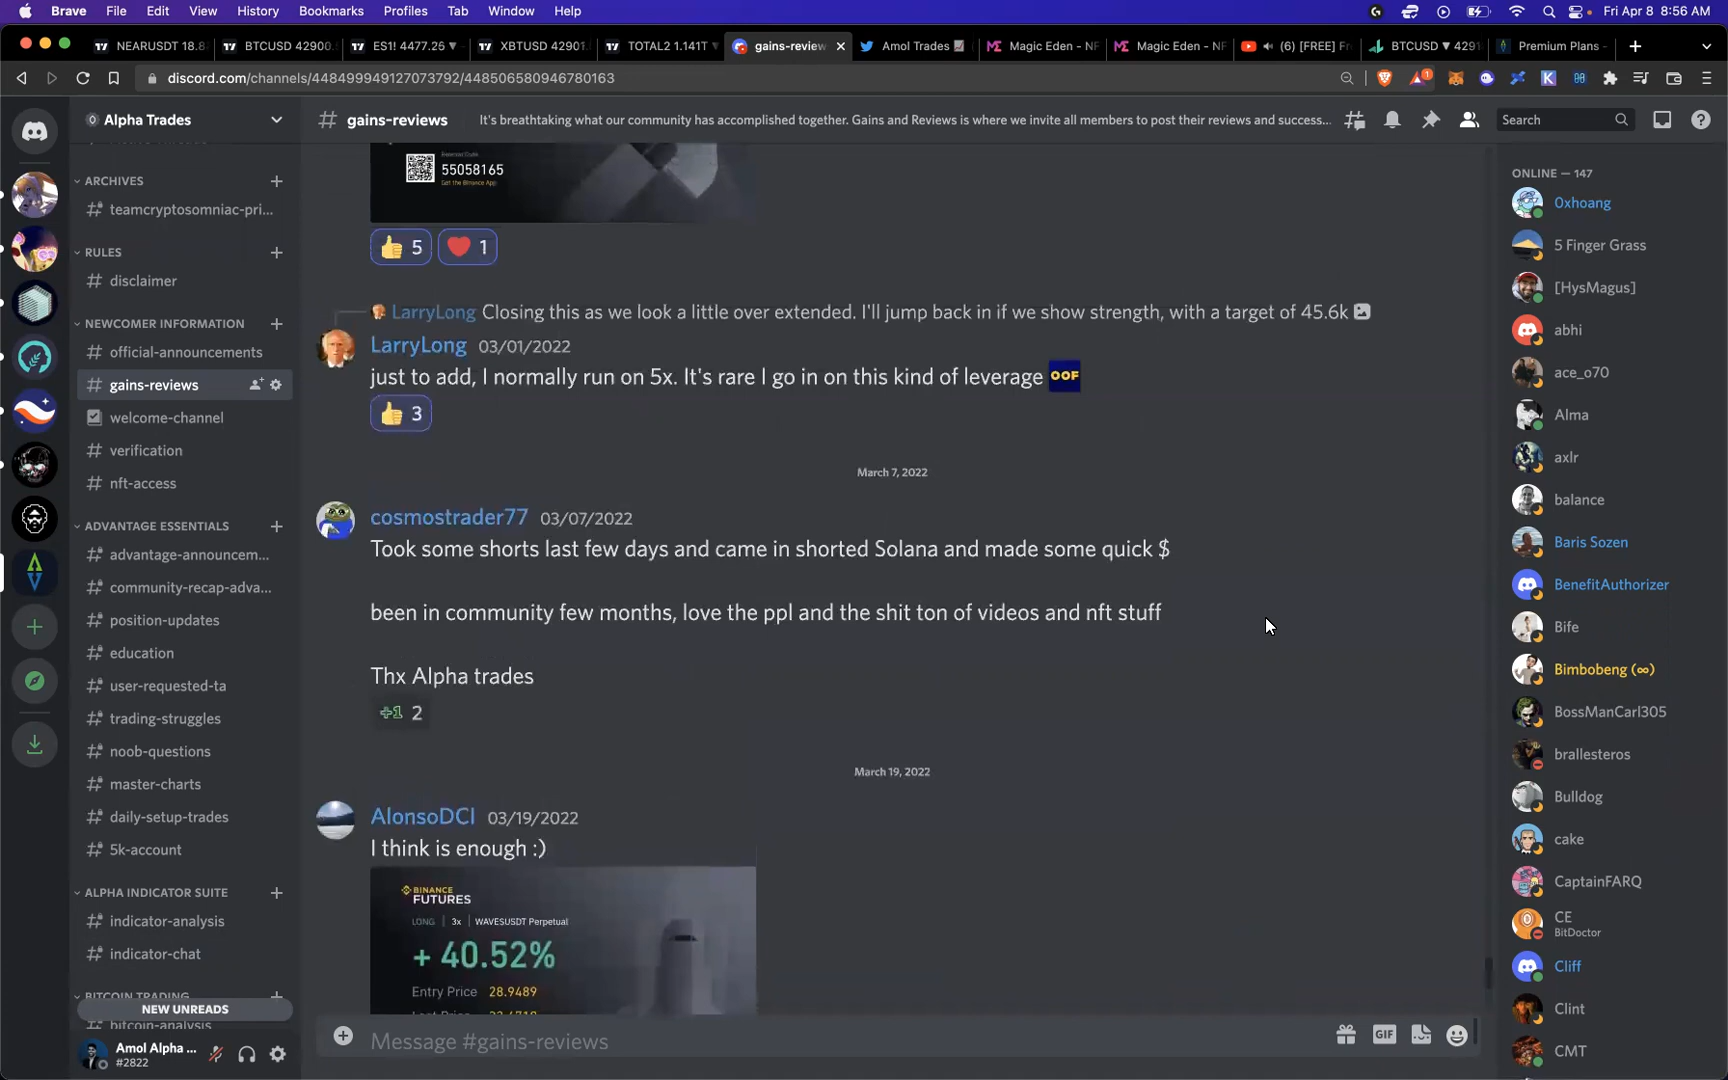 Brave File Edit View History Bookmarks Profiles Tab Window Help Fri Apr 8 8:56 AM
NEARUSDT 18.8 BTCUSD 42900. ES1! 4477.25 ▼ XBTUSD 42901. TOTAL2 1.141T ▼ gains-review Amol Trades Magic Eden - NF Magic Eden - NF (6) [FREE] Fr BTCUSD ▼ 4291 Premium Plans -
discord.com/channels/448499949127073792/448506580946780163
1
Alpha Trades
# gains-reviews It's breathtaking what our community has accomplished together. Gains and Reviews is where we invite all members to post their reviews and success... Search
ARCHIVES
teamcryptosomniac-pri...
RULES
disclaimer
NEWCOMER INFORMATION
official-announcements
gains-reviews
welcome-channel
verification
nft-access
ADVANTAGE ESSENTIALS
advantage-announcem...
community-recap-adva...
position-updates
education
user-requested-ta
trading-struggles
noob-questions
master-charts
daily-setup-trades
5k-account
ALPHA INDICATOR SUITE
indicator-analysis
indicator-chat
BITCOIN TRADING
NEW UNREADS
bitcoin-analysis
Amol Alpha ...
#2822
55058165
Get the Binance App
5 1
LarryLong Closing this as we look a little over extended. I'll jump back in if we show strength, with a target of 45.6k
LarryLong 03/01/2022
just to add, I normally run on 5x. It's rare I go in on this kind of leverage OOF
3
March 7, 2022
cosmostrader77 03/07/2022
Took some shorts last few days and came in shorted Solana and made some quick $
been in community few months, love the ppl and the shit ton of videos and nft stuff
Thx Alpha trades
+1 2
March 19, 2022
AlonsoDCI 03/19/2022
I think is enough :)
BINANCE
FUTURES
LONG 3x WAVESUSDT Perpetual
+ 40.52%
Entry Price 28.9489
Message #gains-reviews
GIF
ONLINE — 147
0xhoang
5 Finger Grass
[HysMagus]
abhi
ace_o70
Alma
axlr
balance
Baris Sozen
BenefitAuthorizer
Bife
Bimbobeng (∞)
BossManCarl305
brallesteros
Bulldog
cake
CaptainFARQ
CE
BitDoctor
Cliff
Clint
CMT